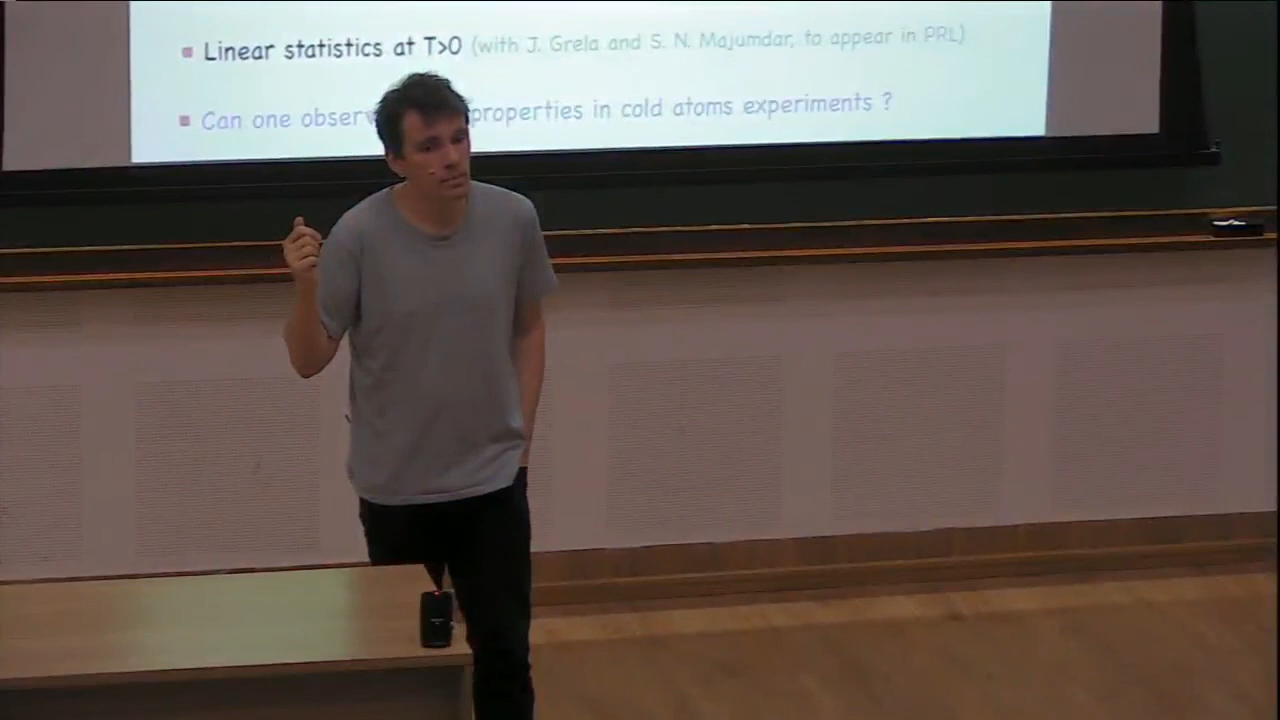 Linear statistics at T>0 (with J. Grela and S. N. Majumdar, to appear in PRL)
Can one obser properties in cold atoms experiments ?